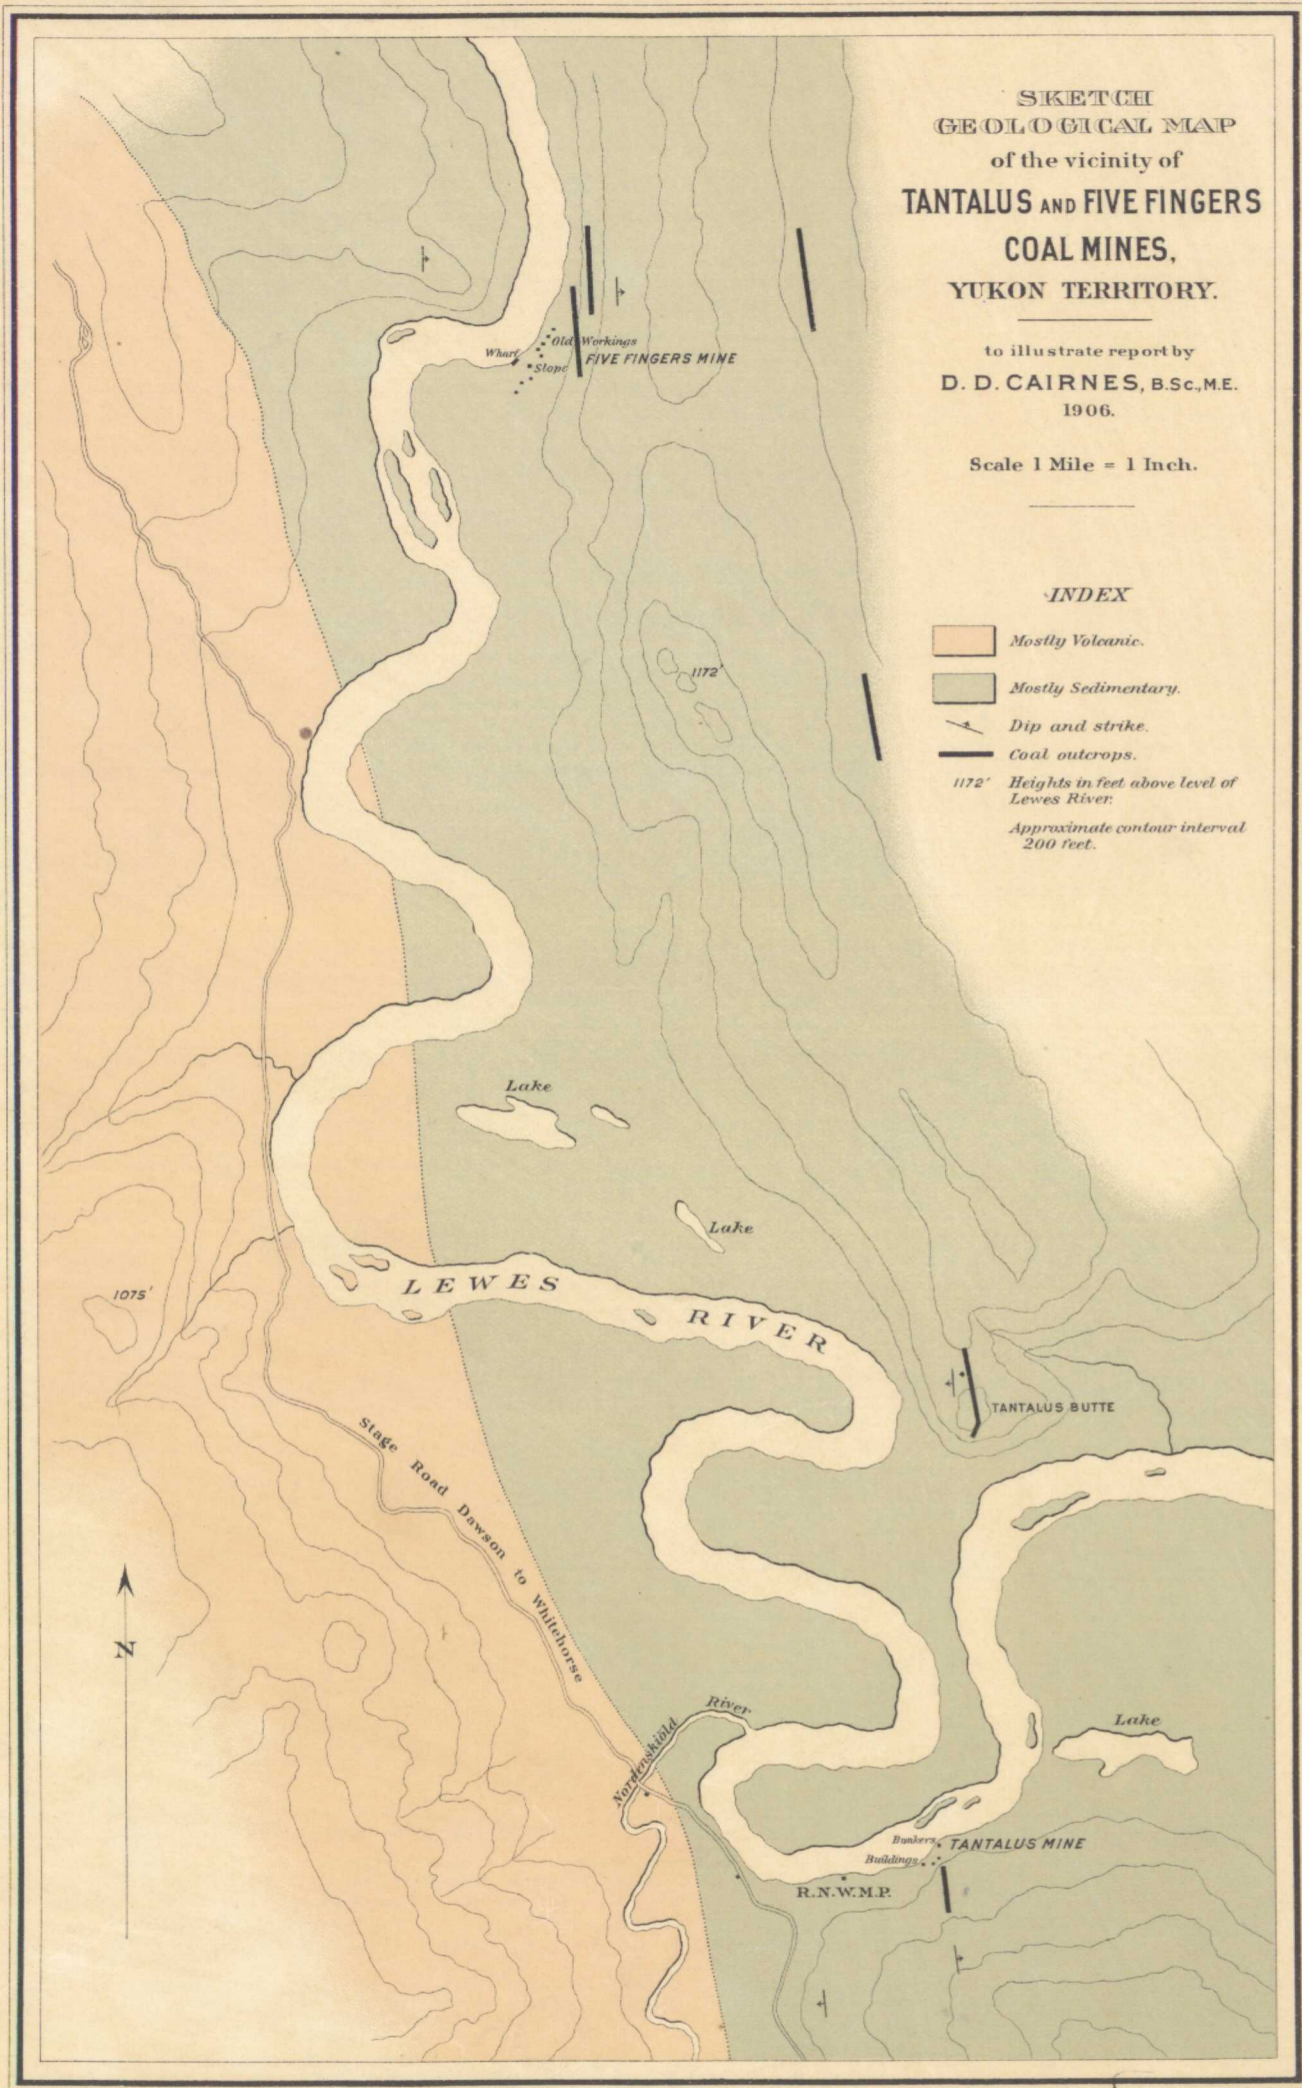 SKETCH
GEOLOGICAL MAP
of the vicinity of
TANTALUS AND FIVE FINGERS
COAL MINES,
YUKON TERRITORY.
to illustrate report by
D. D. CAIRNES, B.Sc., M.E.
1906.
Scale 1 Mile = 1 Inch.
INDEX
Mostly Volcanic.
Mostly Sedimentary.
Dip and strike.
Coal outcrops.
1172' Heights in feet above level of
Lewes River.
Approximate contour interval
200 feet.
Old Workings
Wharf
FIVE FINGERS MINE
Slope
1172'
Lake
Lake
LEWES RIVER
1075'
TANTALUS BUTTE
Stage Road Dawson to Whitehorse
N
Nordenskiöld River
Lake
Bunkers
TANTALUS MINE
Buildings
R.N.W.M.P.